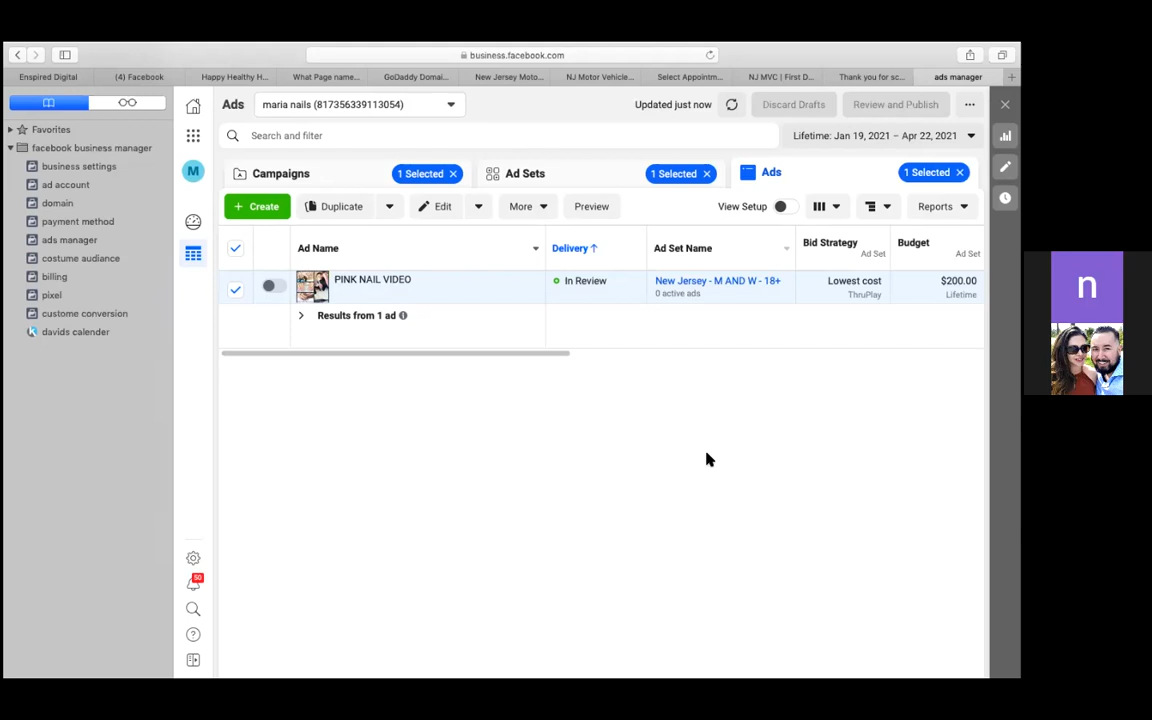 business.facebook.com
Enspired Digital
(4) Facebook
Happy Healthy H...
What Page name...
GoDaddy Domai...
New Jersey Moto...
NJ Motor Vehicle...
Select Appointm...
NJ MVC | First D...
Thank you for sc...
ads manager
Favorites
facebook business manager
business settings
ad account
domain
payment method
ads manager
costume audiance
billing
pixel
custome conversion
davids calender
M
50
Ads
maria nails (817356339113054)
Updated just now
Discard Drafts
Review and Publish
Search and filter
Lifetime: Jan 19, 2021 – Apr 22, 2021
Campaigns
1 Selected
Ad Sets
1 Selected
Ads
1 Selected
+ Create
Duplicate
Edit
More
Preview
View Setup
Reports
Ad Name
Delivery ↑
Ad Set Name
Bid Strategy
Ad Set
Budget
Ad Set
PINK NAIL VIDEO
In Review
New Jersey - M AND W - 18+
0 active ads
Lowest cost
ThruPlay
$200.00
Lifetime
Results from 1 ad
n